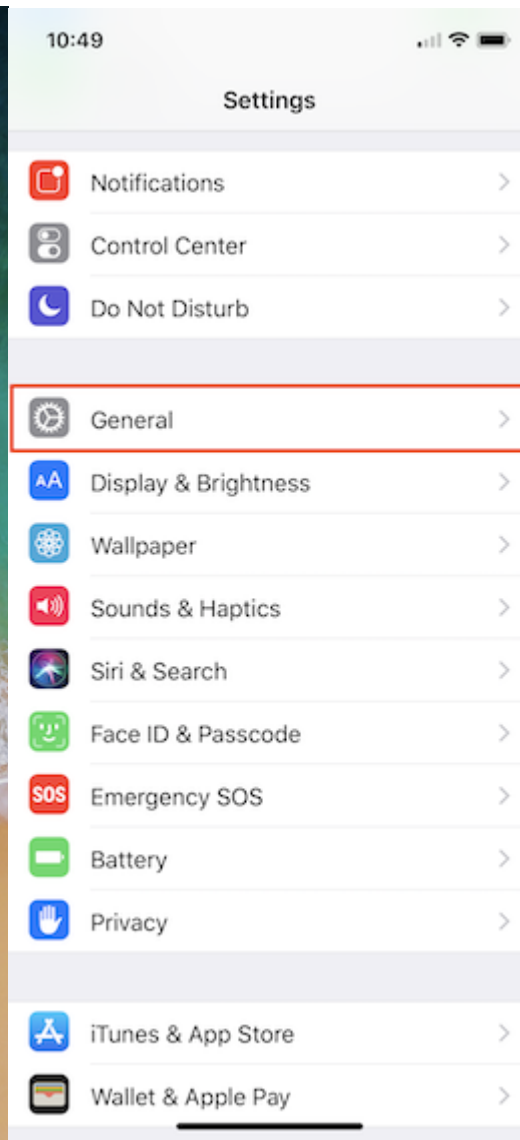 10:49
Settings
Notifications
Control Center
Do Not Disturb
General
AA Display & Brightness
Wallpaper
Sounds & Haptics
Siri & Search
Face ID & Passcode
SOS Emergency SOS
Battery
Privacy
iTunes & App Store
Wallet & Apple Pay